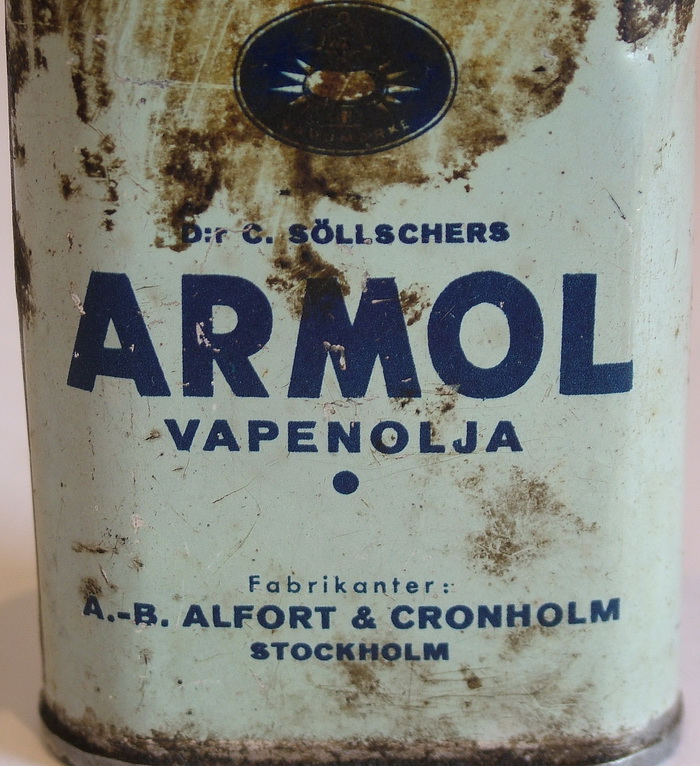 D:r C. SÖLLSCHERS
ARMOL
VAPENOLJA
Fabrikanter:
A.-B. ALFORT & CRONHOLM
STOCKHOLM